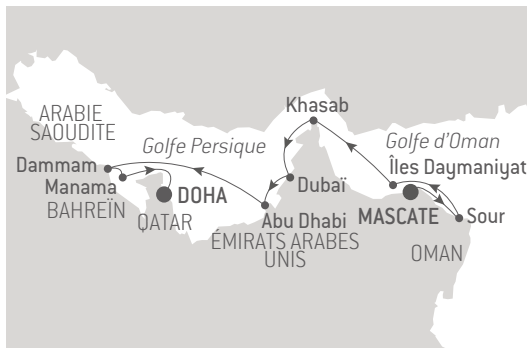 Khasab
ARABIE
SAOUDITE
Golfe Persique
Golfe d'Oman
Îles Daymaniyat
Dammam
Manama
BAHREÏN
DOHA
QATAR
Dubaï
Abu Dhabi
ÉMIRATS ARABES
UNIS
MASCATE
Sour
OMAN